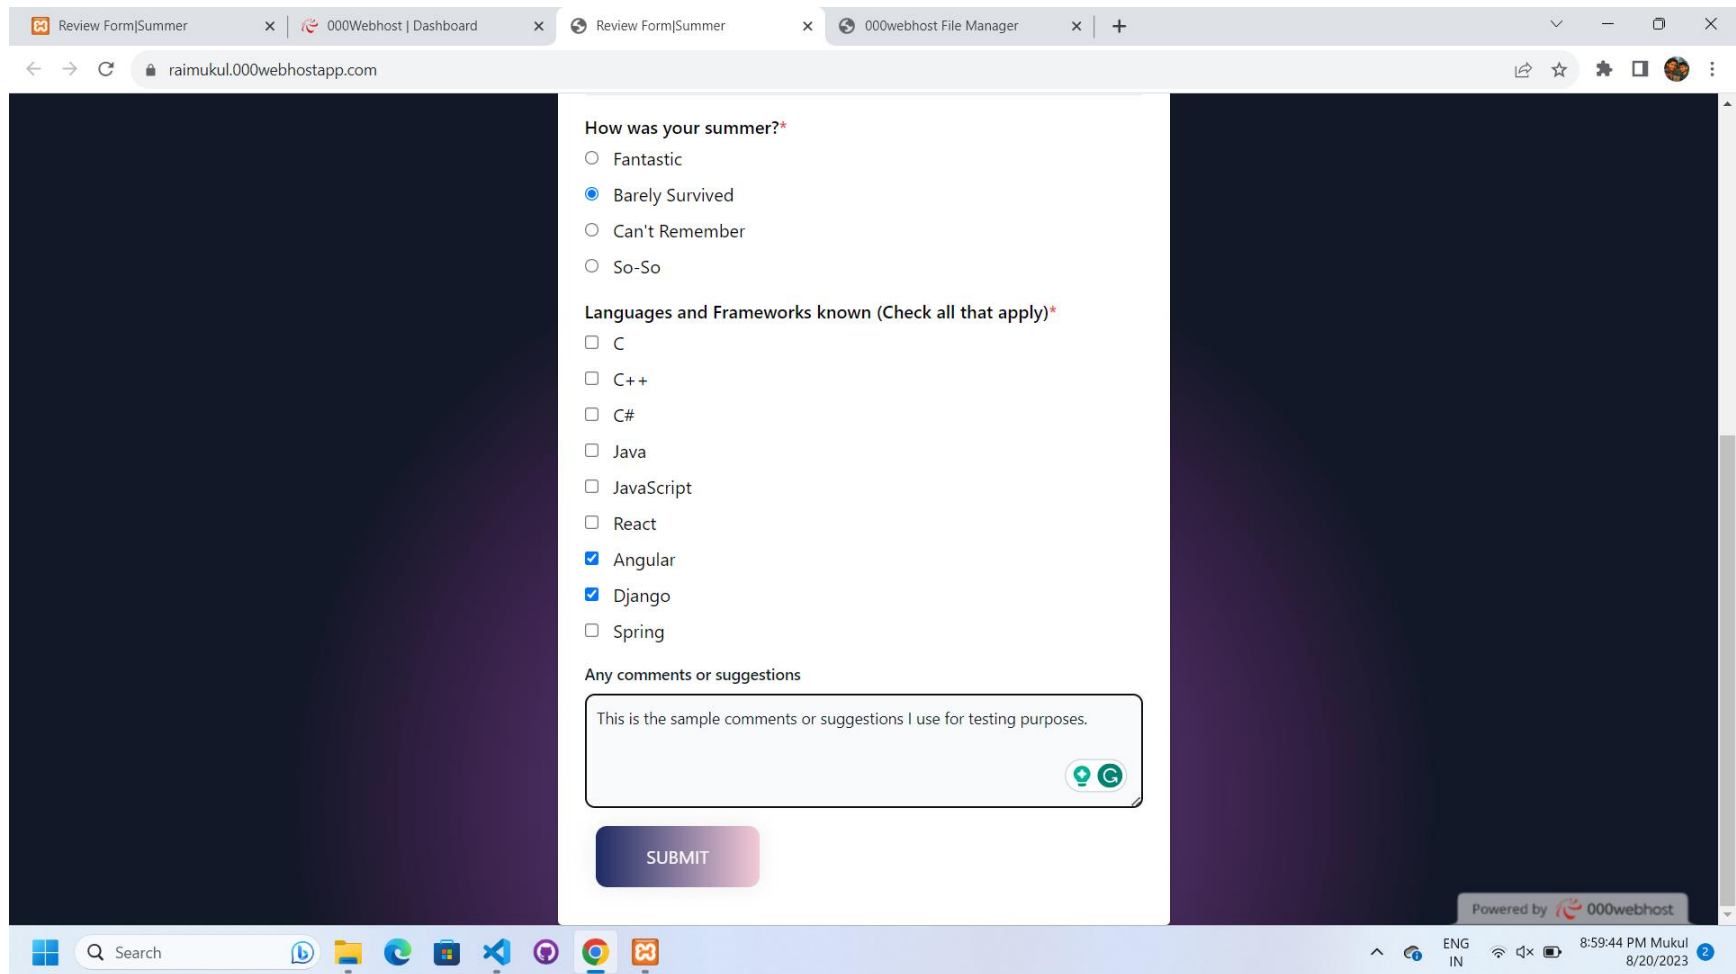 Review Form|Summer
000Webhost | Dashboard
Review Form|Summer
000webhost File Manager
raimukul.000webhostapp.com
How was your summer?*
Fantastic
Barely Survived
Can't Remember
So-So
Languages and Frameworks known (Check all that apply)*
C
C++
C#
Java
JavaScript
React
Angular
Django
Spring
Any comments or suggestions
This is the sample comments or suggestions I use for testing purposes.
SUBMIT
Powered by 000webhost
Search
ENG
IN
8:59:44 PM Mukul
8/20/2023
2